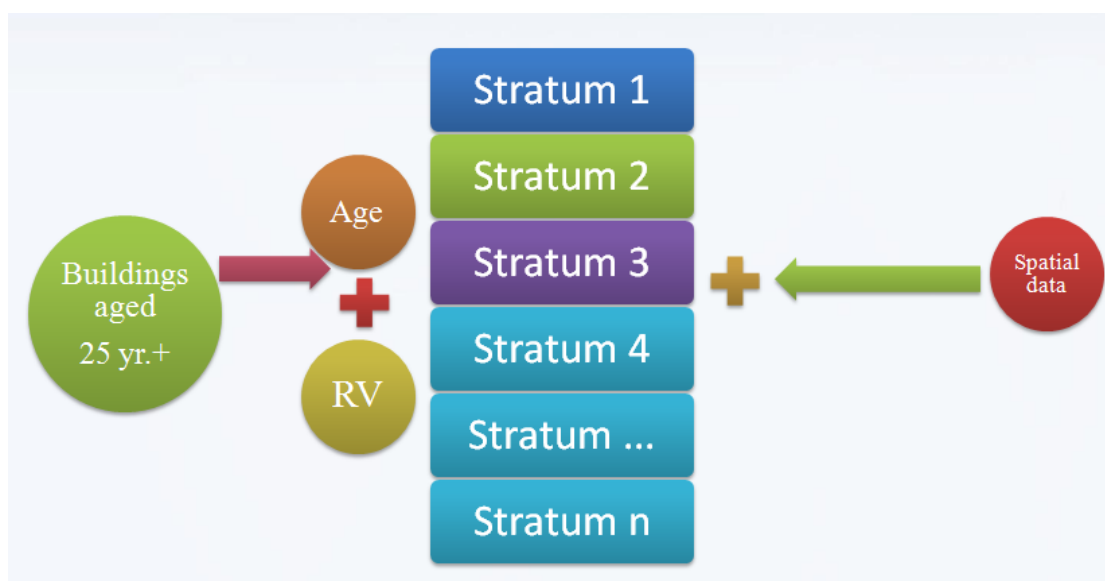 Buildings
aged
25 yr.+
Age
RV
Stratum 1
Stratum 2
Stratum 3
Stratum 4
Stratum ...
Stratum n
Spatial
data